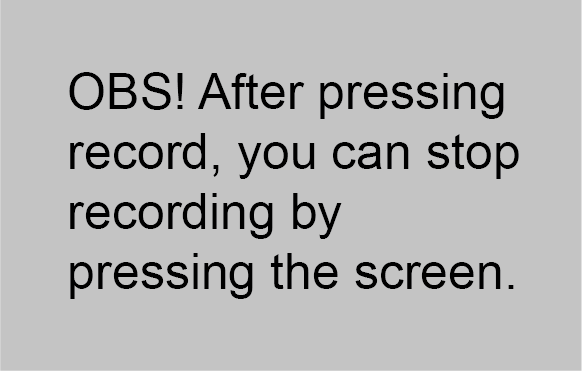 OBS! After pressing
record, you can stop
recording by
pressing the screen.